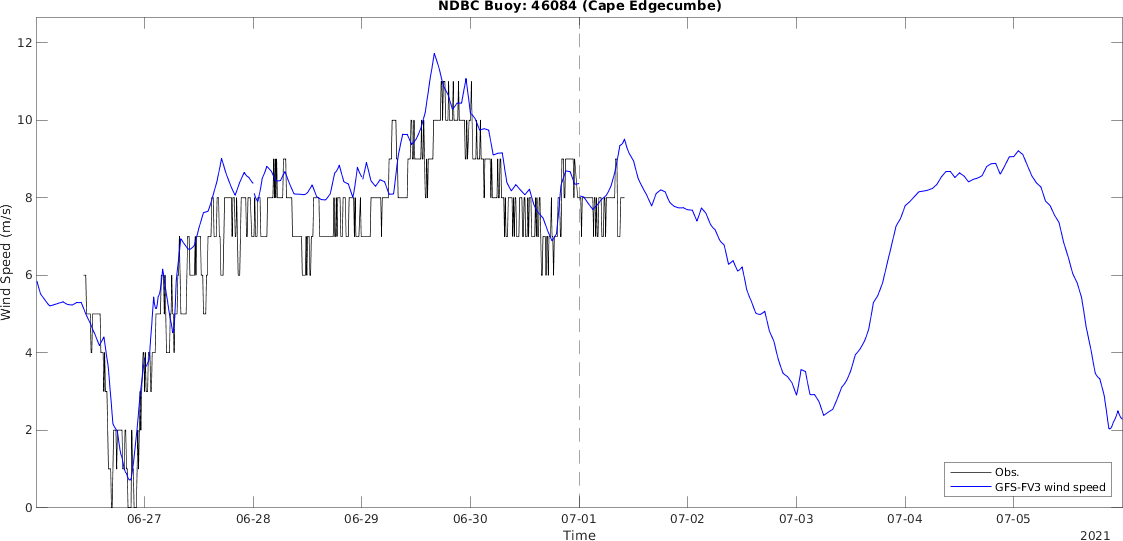 NDBC Buoy: 46084 (Cape Edgecumbe)
12
10
8
6
4
2
0
Wind Speed (m/s)
Obs.
GFS-FV3 wind speed
06-27 06-28 06-29 06-30 07-01 07-02 07-03 07-04 07-05
Time
2021